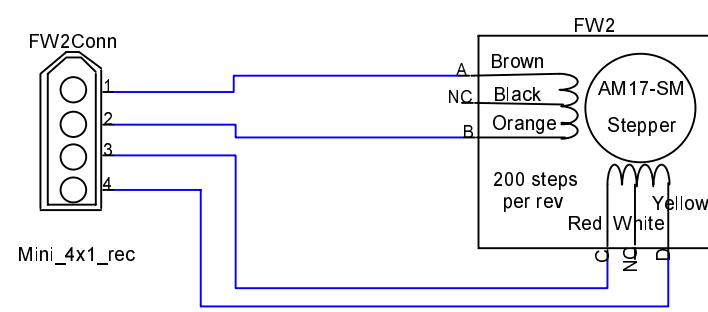 FW2
FW2Conn
A
Brown
1
NC
Black
AM17-SM
2
B
Orange
Stepper
3
4
200 steps
per rev
Yellow
Red
White
Mini_4x1_rec
C
NC
D